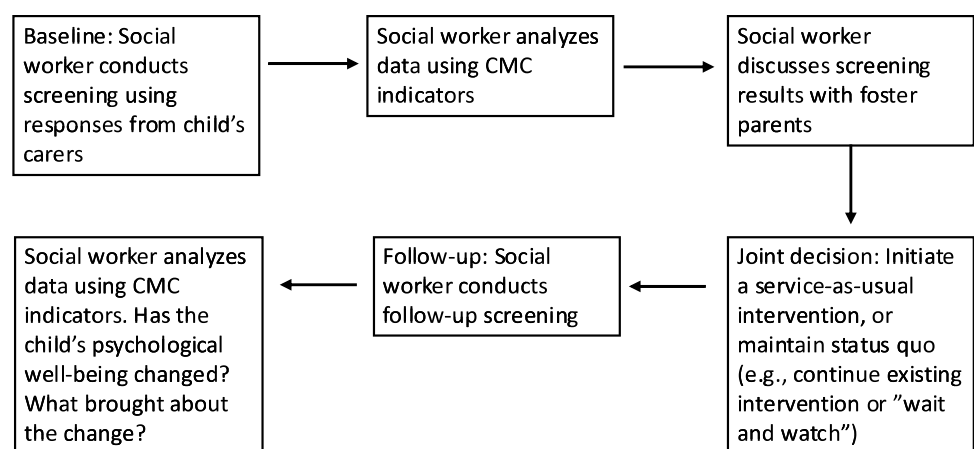 Baseline: Social
worker conducts
screening using
responses from child’s
carers
Social worker analyzes
data using CMC
indicators
Social worker
discusses screening
results with foster
parents
Joint decision: Initiate
a service-as-usual
intervention, or
maintain status quo
(e.g., continue existing
intervention or ”wait
and watch”)
Follow-up: Social
worker conducts
follow-up screening
Social worker analyzes
data using CMC
indicators. Has the
child’s psychological
well-being changed?
What brought about
the change?